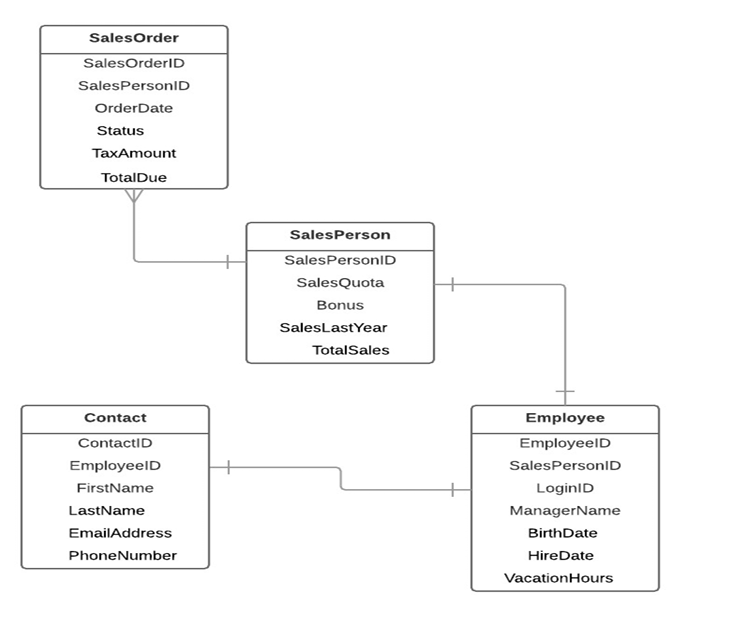 SalesOrder
SalesOrderID
SalesPersonID
OrderDate
Status
TaxAmount
TotalDue
SalesPerson
SalesPersonID
SalesQuota
Bonus
SalesLastYear
TotalSales
Contact
ContactID
EmployeeID
FirstName
LastName
EmailAddress
PhoneNumber
Employee
EmployeeID
SalesPersonID
LoginID
ManagerName
BirthDate
HireDate
VacationHours